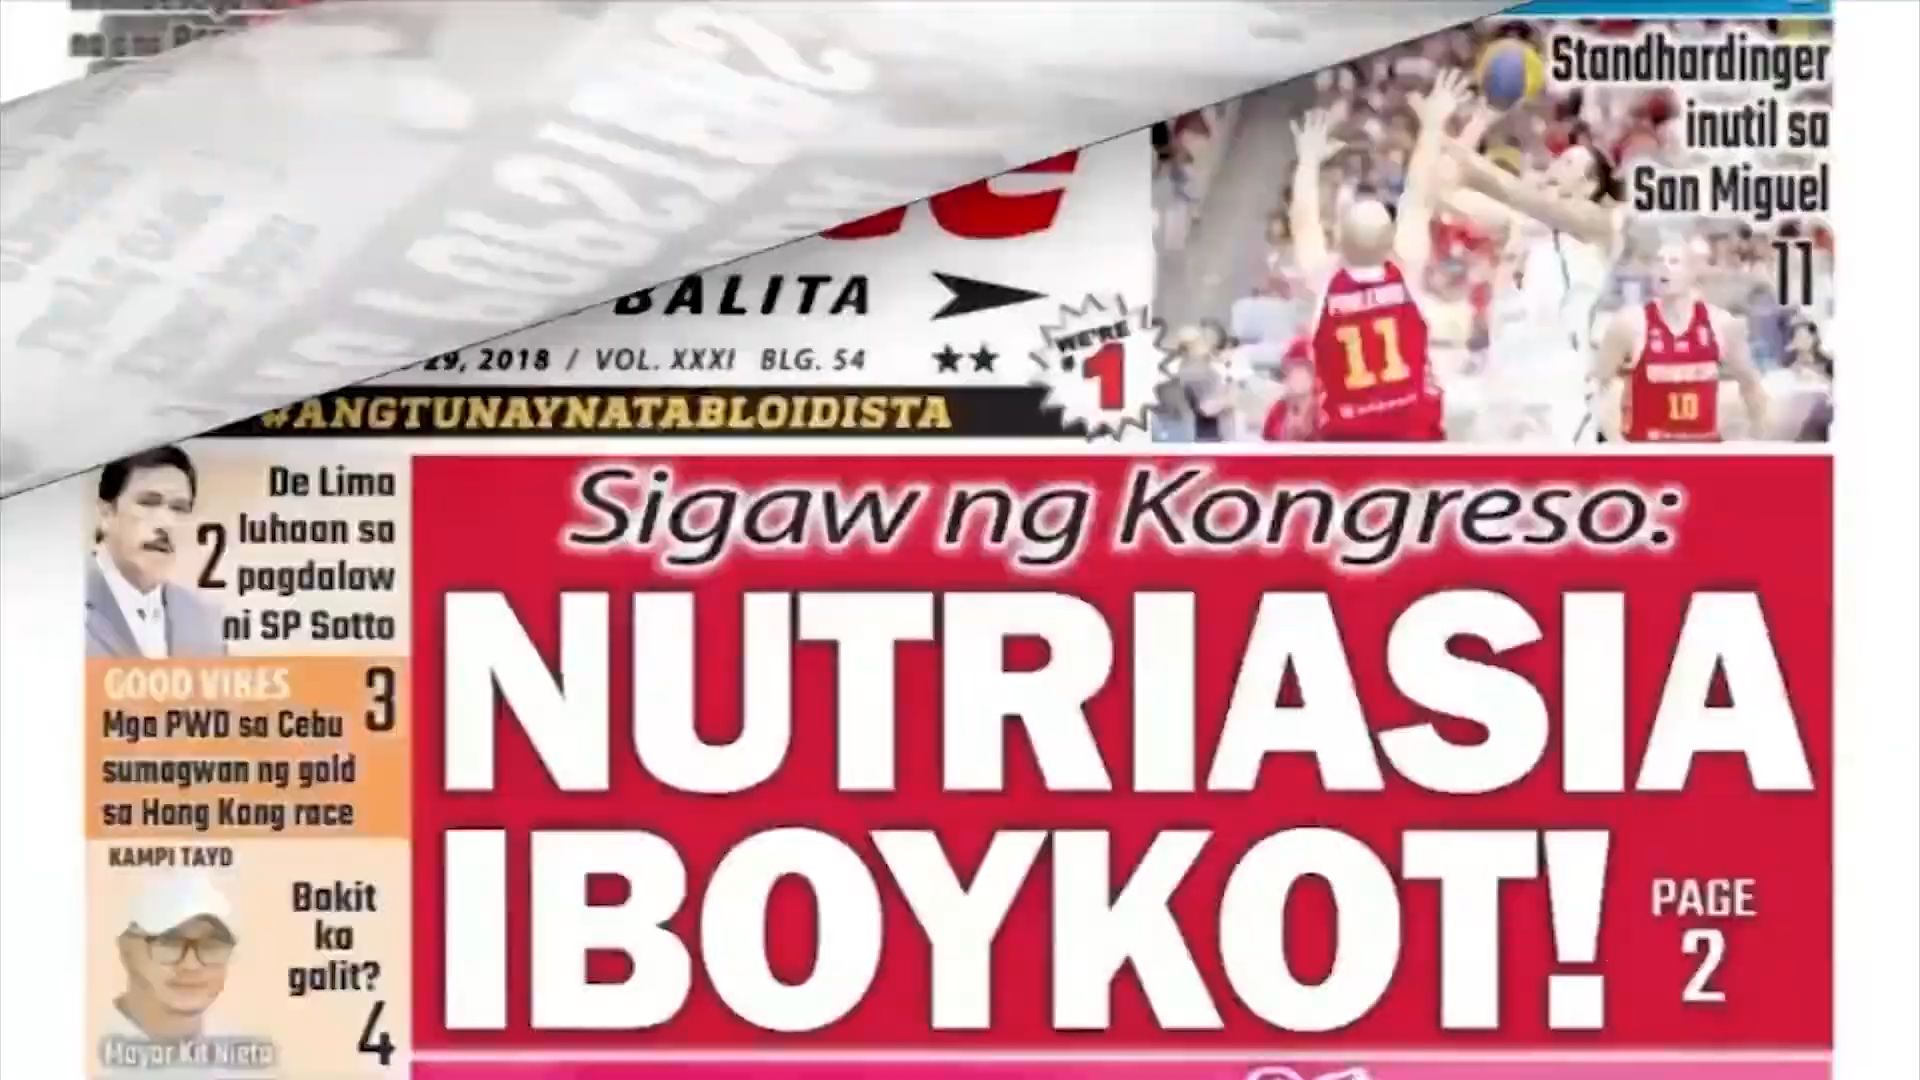 Standhardinger
inutil sa
San Miguel
11
BALITA
29, 2018 / VOL. XXXI BLG. 54
WE'RE
#1
#ANGTUNAYNATABLOIDISTA
De Lima
luhaan sa
pagdalaw
ni SP Sotto
2
GOOD VIBES
3
Mga PWD sa Cebu
sumagwan ng gold
sa Hong Kong race
KAMPI TAYO
Bakit
ka
galit?
4
Mayor Kit Nieto
Sigaw ng Kongreso:
NUTRIASIA
IBOYKOT!
PAGE
2
11
10